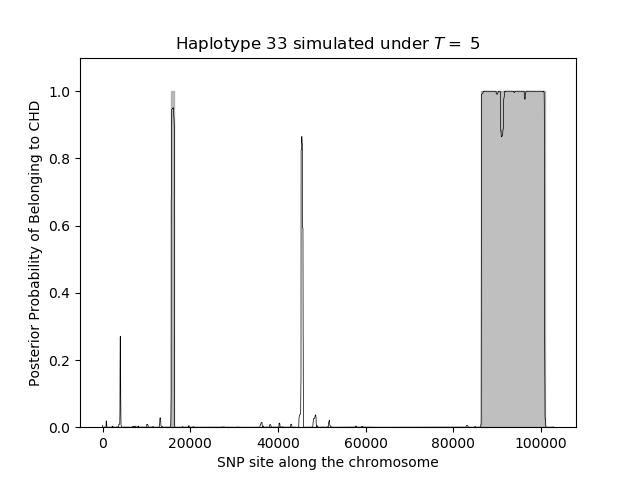 Haplotype 33 simulated under T = 5
Posterior Probability of Belonging to CHD
1.0
0.8
0.6
0.4
0.2
0.0
0 20000 40000 60000 80000 100000
SNP site along the chromosome